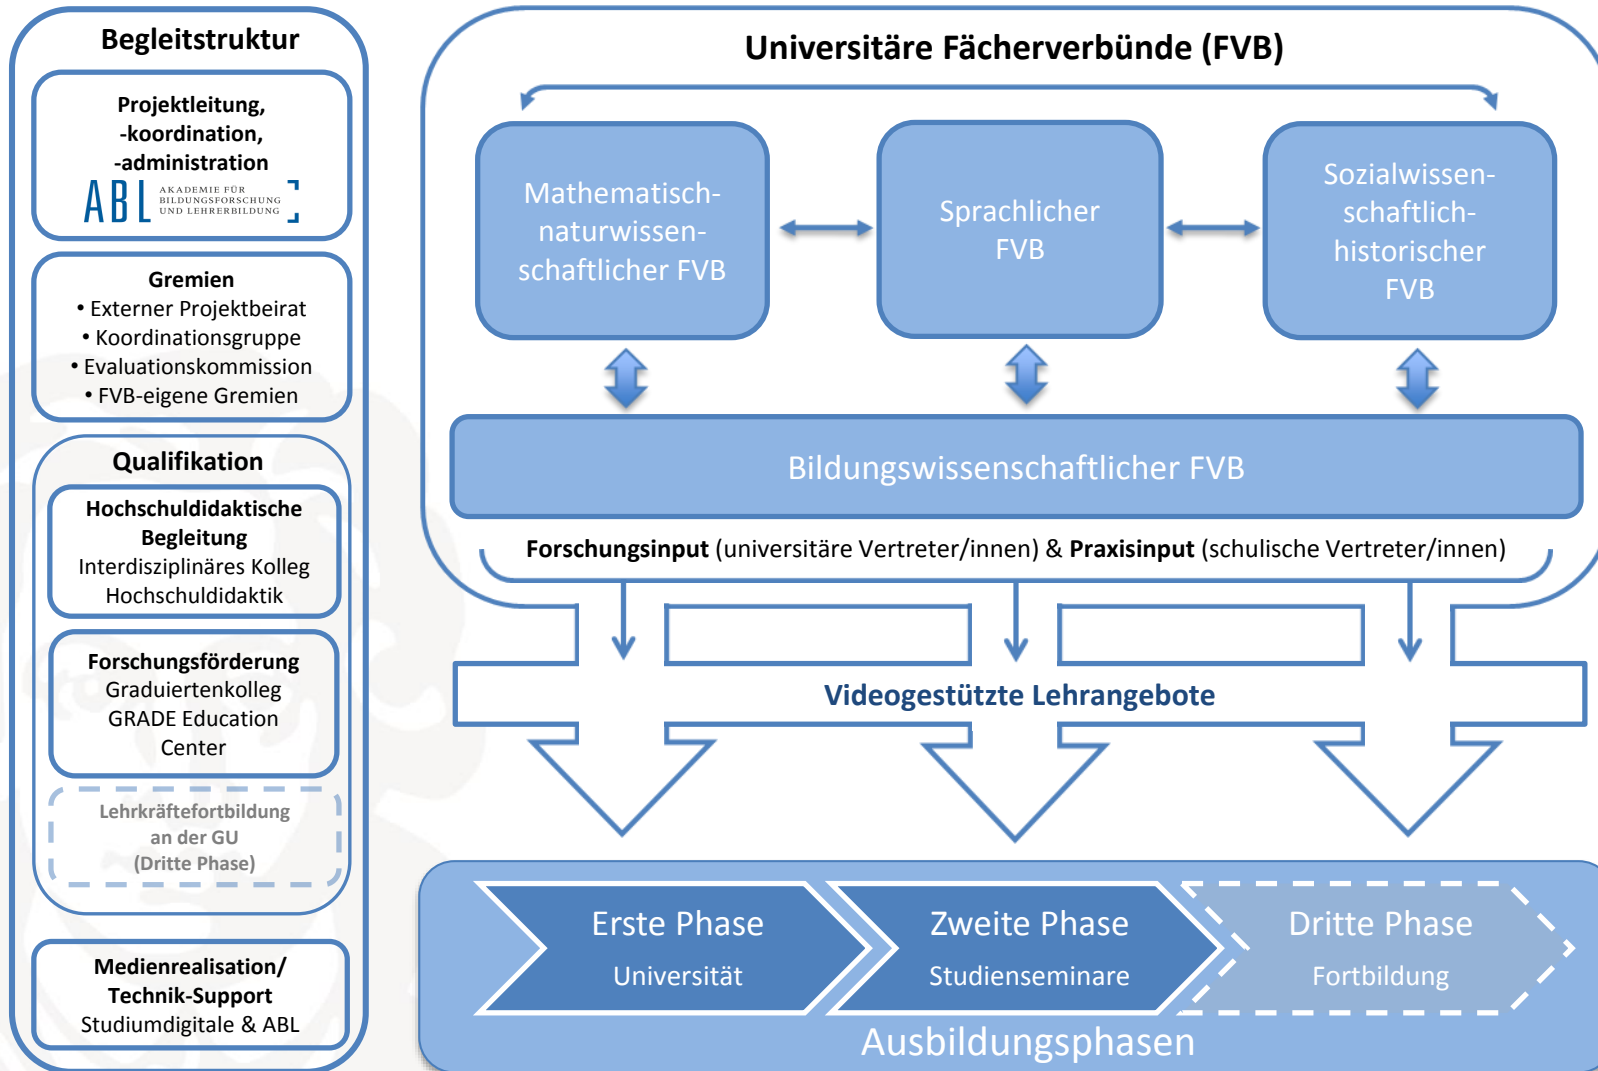 Begleitstruktur
Projektleitung,
-koordination,
-administration
ABL
AKADEMIE FÜR
BILDUNGSFORSCHUNG
UND LEHRERBILDUNG
Gremien
• Externer Projektbeirat
• Koordinationsgruppe
• Evaluationskommission
• FVB-eigene Gremien
Qualifikation
Hochschuldidaktische
Begleitung
Interdisziplinäres Kolleg
Hochschuldidaktik
Forschungsförderung
Graduiertenkolleg
GRADE Education
Center
Lehrkräftefortbildung
an der GU
(Dritte Phase)
Medienrealisation/
Technik-Support
Studiumdigitale & ABL
Universitäre Fächerverbünde (FVB)
Mathematisch-
naturwissen-
schaftlicher FVB
Sprachlicher
FVB
Sozialwissen-
schaftlich-
historischer
FVB
Bildungswissenschaftlicher FVB
Forschungsinput (universitäre Vertreter/innen) & Praxisinput (schulische Vertreter/innen)
Videogestützte Lehrangebote
Erste Phase
Universität
Zweite Phase
Studienseminare
Dritte Phase
Fortbildung
Ausbildungsphasen